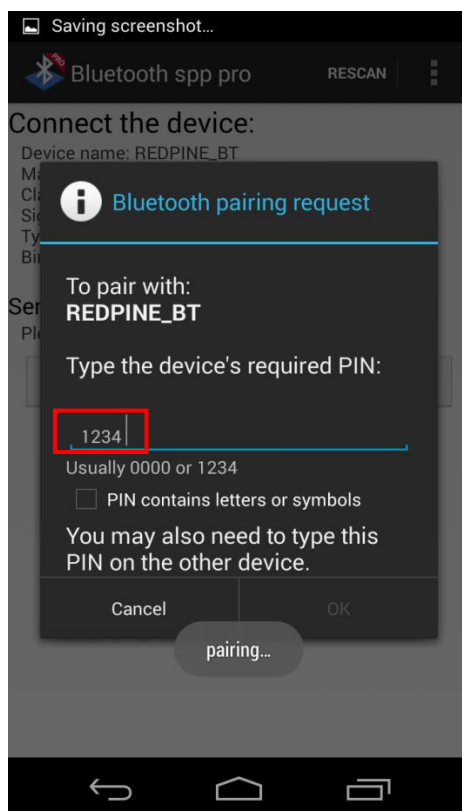 Saving screenshot...
Bluetooth spp pro RESCAN
PRO
Connect the device:
Device name: REDPINE_BT
Bluetooth pairing request
To pair with:
REDPINE_BT
Type the device's required PIN:
1234
Usually 0000 or 1234
PIN contains letters or symbols
You may also need to type this
PIN on the other device.
Cancel OK
pairing...